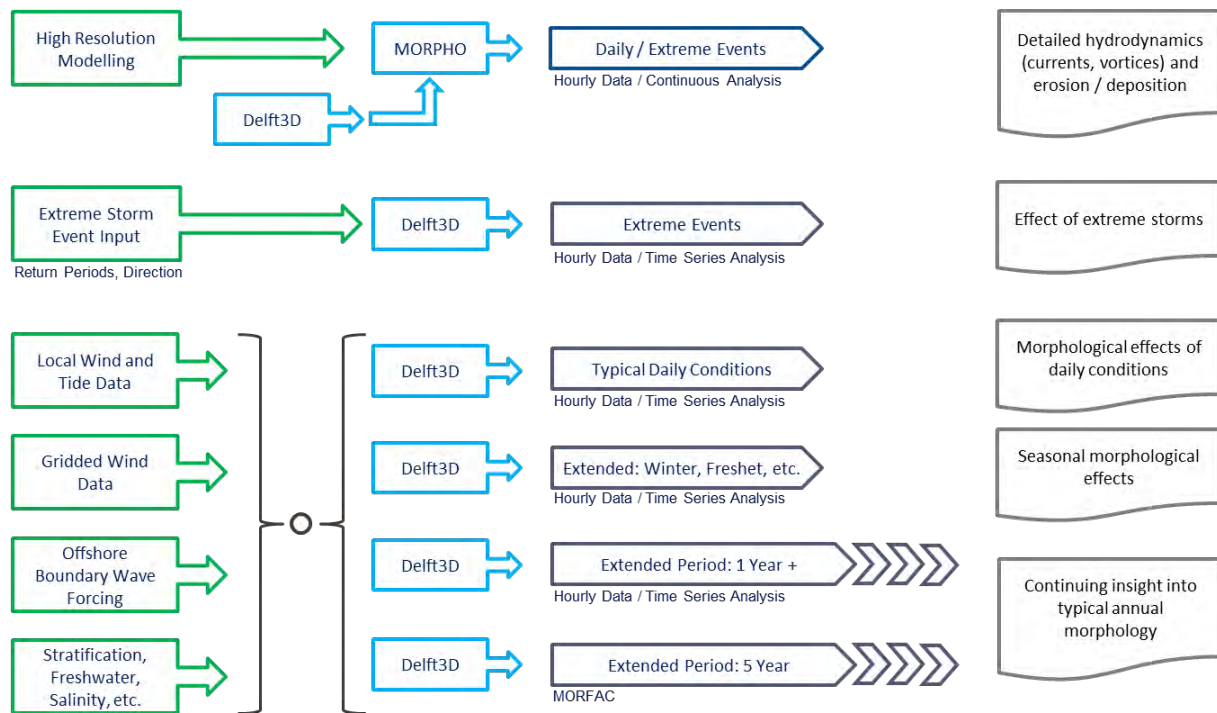 High Resolution
Modelling
MORPHO
Daily / Extreme Events
Hourly Data / Continuous Analysis
Delft3D
Detailed hydrodynamics
(currents, vortices) and
erosion / deposition
Extreme Storm
Event Input
Return Periods, Direction
Delft3D
Extreme Events
Hourly Data / Time Series Analysis
Effect of extreme storms
Local Wind and
Tide Data
Delft3D
Typical Daily Conditions
Hourly Data / Time Series Analysis
Morphological effects of
daily conditions
Gridded Wind
Data
Delft3D
Extended: Winter, Freshet, etc.
Hourly Data / Time Series Analysis
Seasonal morphological
effects
Offshore
Boundary Wave
Forcing
Delft3D
Extended Period: 1 Year +
Hourly Data / Time Series Analysis
Continuing insight into
typical annual
morphology
Stratification,
Freshwater,
Salinity, etc.
Delft3D
Extended Period: 5 Year
MORFAC